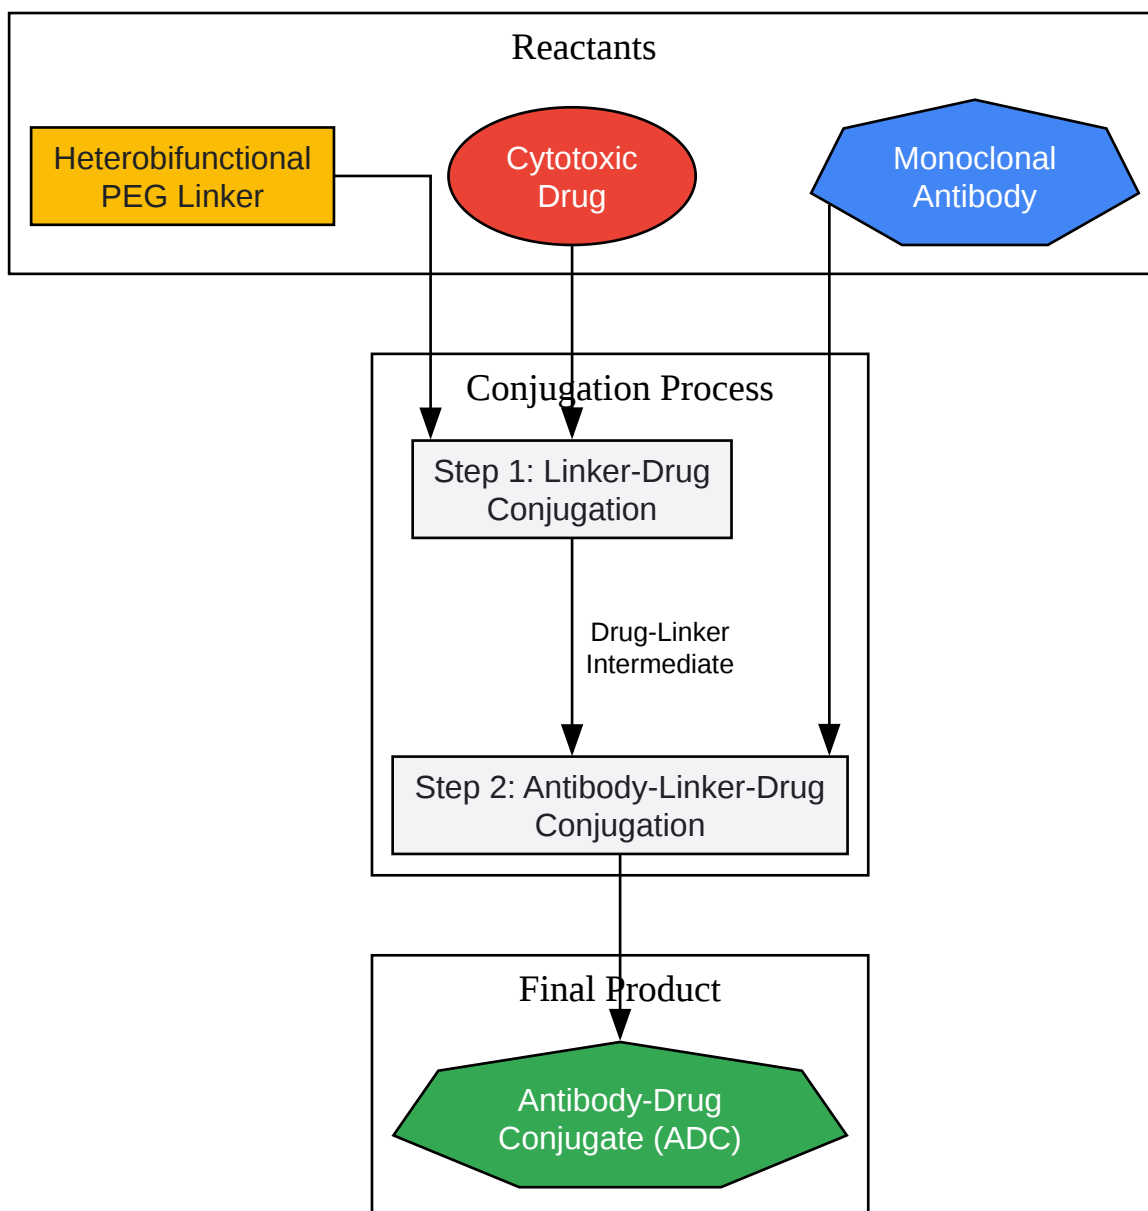 Reactants
Heterobifunctional
PEG Linker
Cytotoxic
Drug
Monoclonal
Antibody
Conjugation Process
Step 1: Linker-Drug
Conjugation
Drug-Linker
Intermediate
Step 2: Antibody-Linker-Drug
Conjugation
Final Product
Antibody-Drug
Conjugate (ADC)